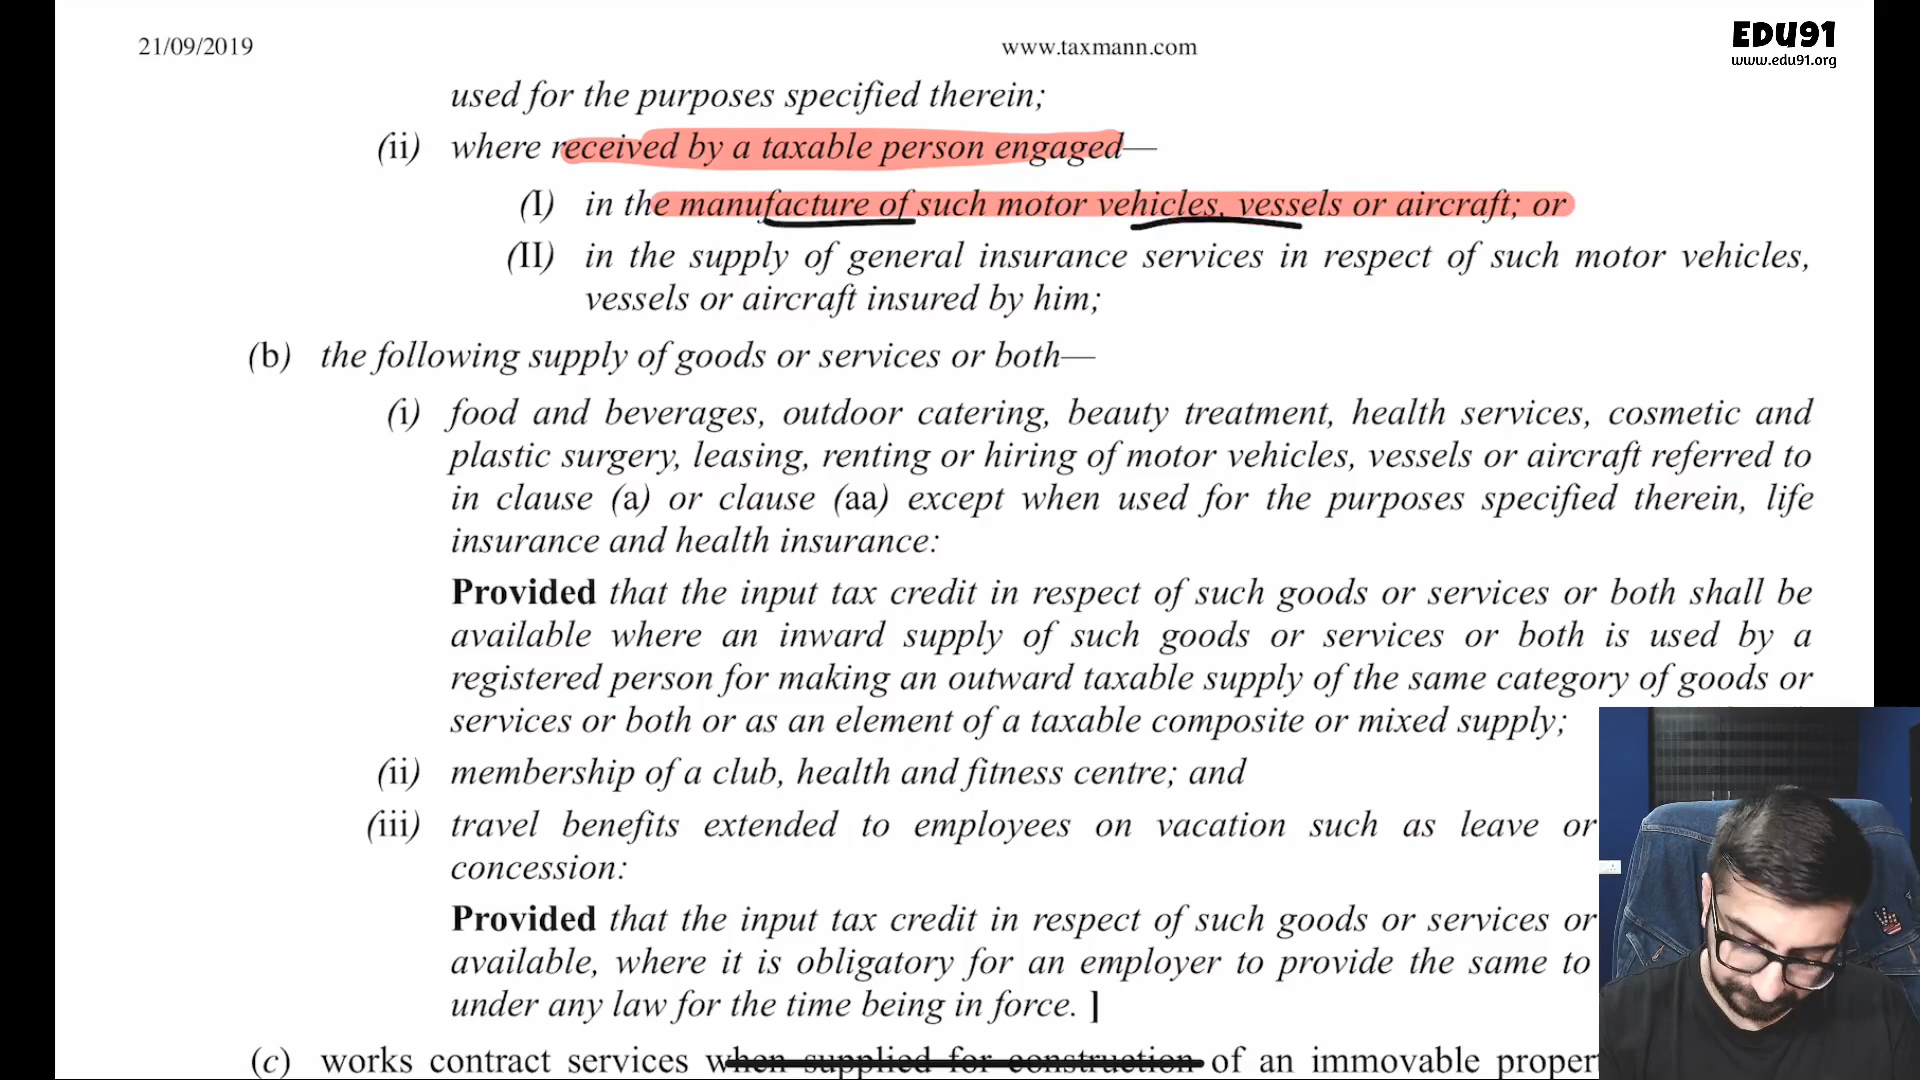 21/09/2019
www.taxmann.com
EDU91
www.edu91.org
used for the purposes specified therein;
(ii) where received by a taxable person engaged—
(I) in the manufacture of such motor vehicles, vessels or aircraft; or
(II) in the supply of general insurance services in respect of such motor vehicles,
vessels or aircraft insured by him;
(b) the following supply of goods or services or both—
(i) food and beverages, outdoor catering, beauty treatment, health services, cosmetic and
plastic surgery, leasing, renting or hiring of motor vehicles, vessels or aircraft referred to
in clause (a) or clause (aa) except when used for the purposes specified therein, life
insurance and health insurance:
Provided that the input tax credit in respect of such goods or services or both shall be
available where an inward supply of such goods or services or both is used by a
registered person for making an outward taxable supply of the same category of goods or
services or both or as an element of a taxable composite or mixed supply;
(ii) membership of a club, health and fitness centre; and
(iii) travel benefits extended to employees on vacation such as leave or
concession:
Provided that the input tax credit in respect of such goods or services or
available, where it is obligatory for an employer to provide the same to
under any law for the time being in force. ]
(c) works contract services when supplied for construction of an immovable proper